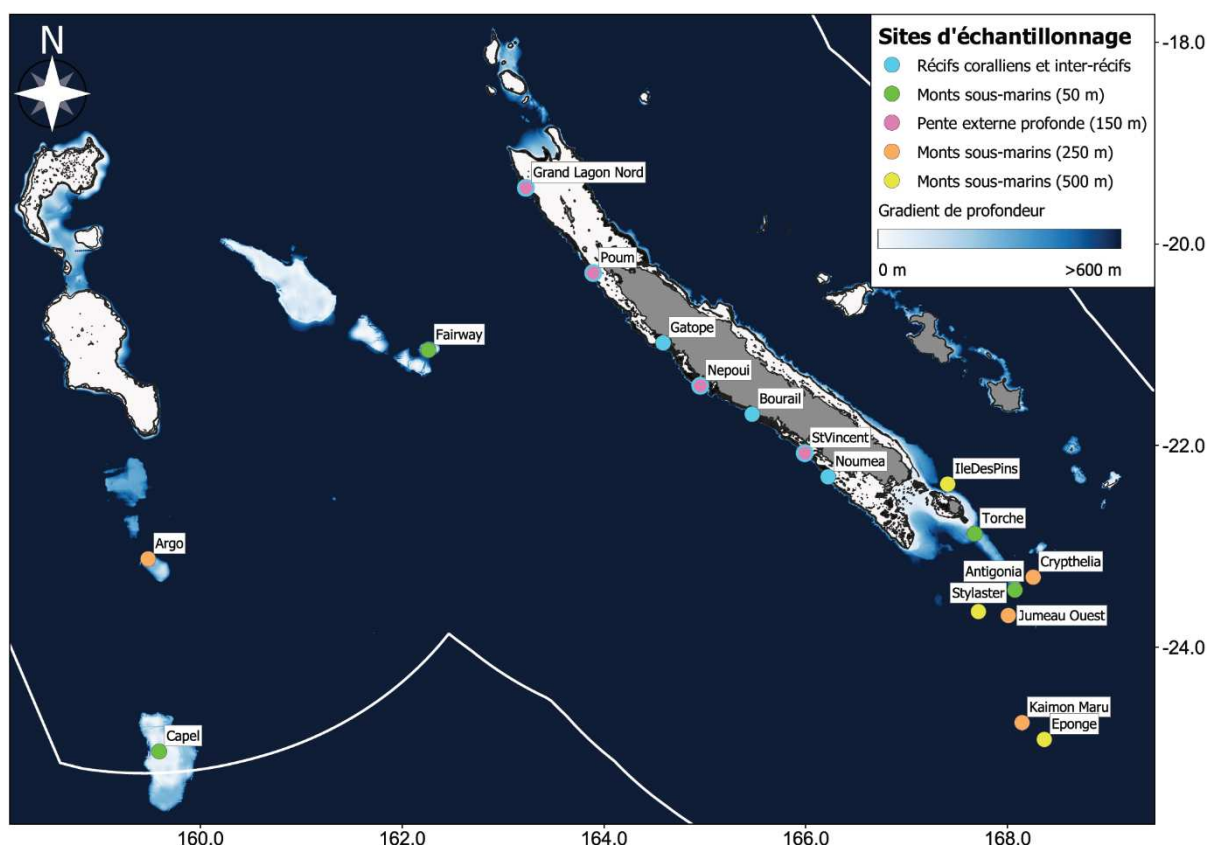 N
Sites d'échantillonnage
Récifs coralliens et inter-récifs
Monts sous-marins (50 m)
Pente externe profonde (150 m)
Monts sous-marins (250 m)
Monts sous-marins (500 m)
Gradient de profondeur
0 m >600 m
-18.0
Grand Lagon Nord
-20.0
Poum
Fairway
Gatope
Nepoui
Bourail
StVincent
-22.0
Noumea
IleDesPins
Torche
Argo
Crypthelia
Antigonia
Stylaster
Jumeau Ouest
-24.0
Kaimon Maru
Capel
Eponge
160.0 162.0 164.0 166.0 168.0